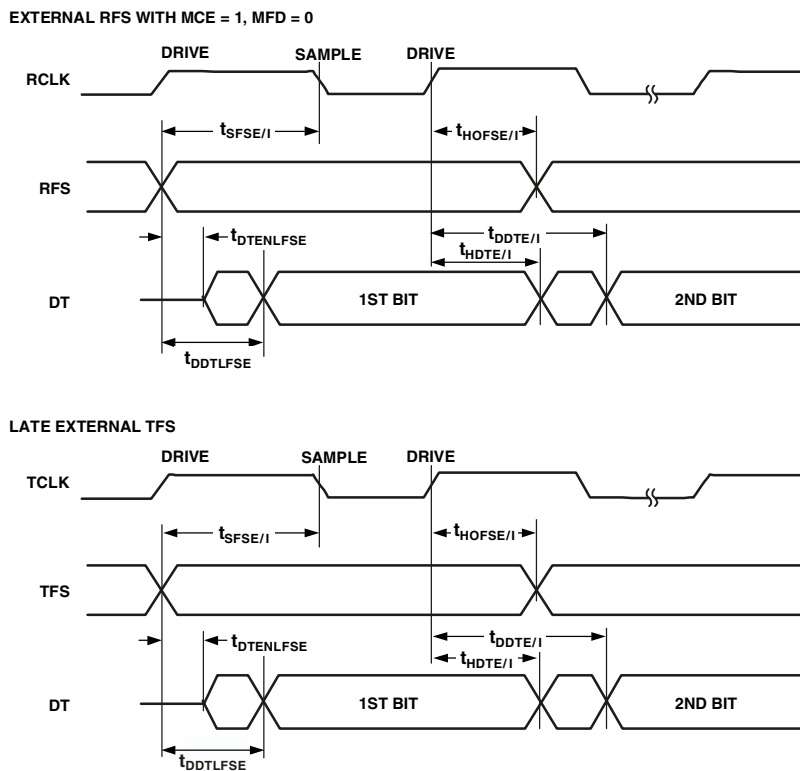 EXTERNAL RFS WITH MCE = 1, MFD = 0
DRIVE SAMPLE DRIVE
RCLK
tSFSE/I tHOFSE/I
RFS
tDDTE/I
tDTENLFSE tHDTE/I
DT 1ST BIT 2ND BIT
tDDTLFSE
LATE EXTERNAL TFS
DRIVE SAMPLE DRIVE
TCLK
tSFSE/I tHOFSE/I
TFS
tDTENLFSE tDDTE/I
tHDTE/I
DT 1ST BIT 2ND BIT
tDDTLFSE